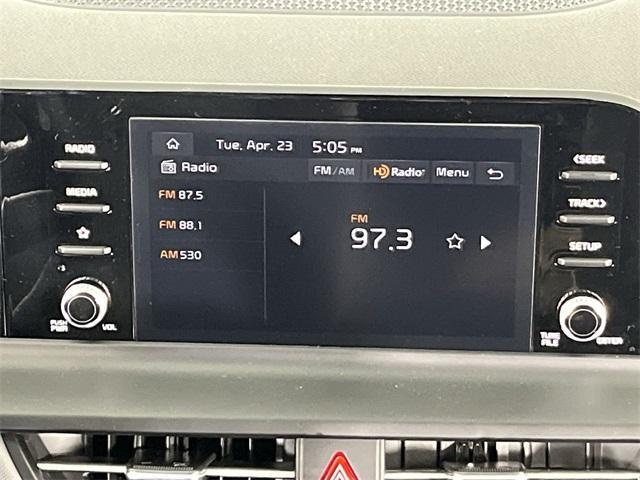 Tue, Apr. 23 5:05 PM
Radio FM/AM HD Radio Menu
FM 87.5
FM 88.1
AM 530
FM
97.3
RADIO
MEDIA
PUSH PWR VOL
<SEEK
TRACK>
SETUP
TUNE FILE ENTER